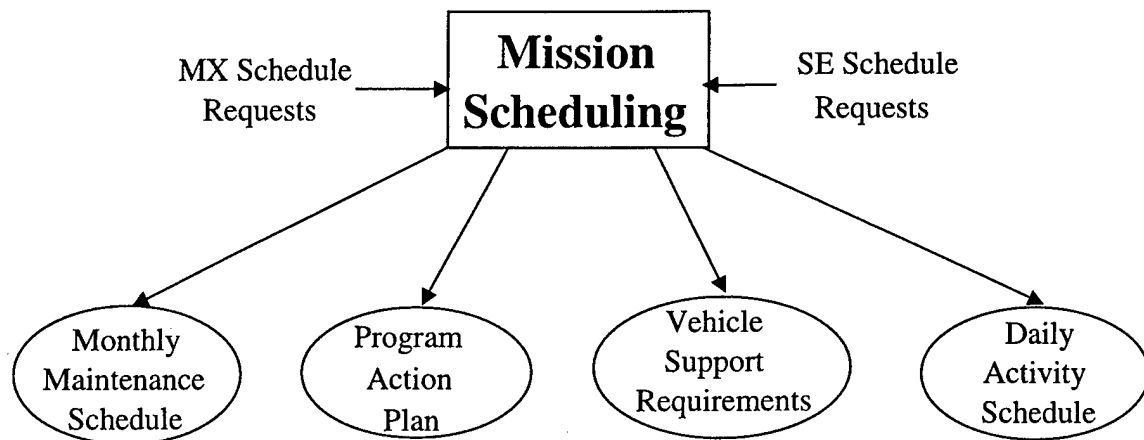 Mission
Scheduling
MX Schedule
Requests
SE Schedule
Requests
Monthly
Maintenance
Schedule
Program
Action
Plan
Vehicle
Support
Requirements
Daily
Activity
Schedule